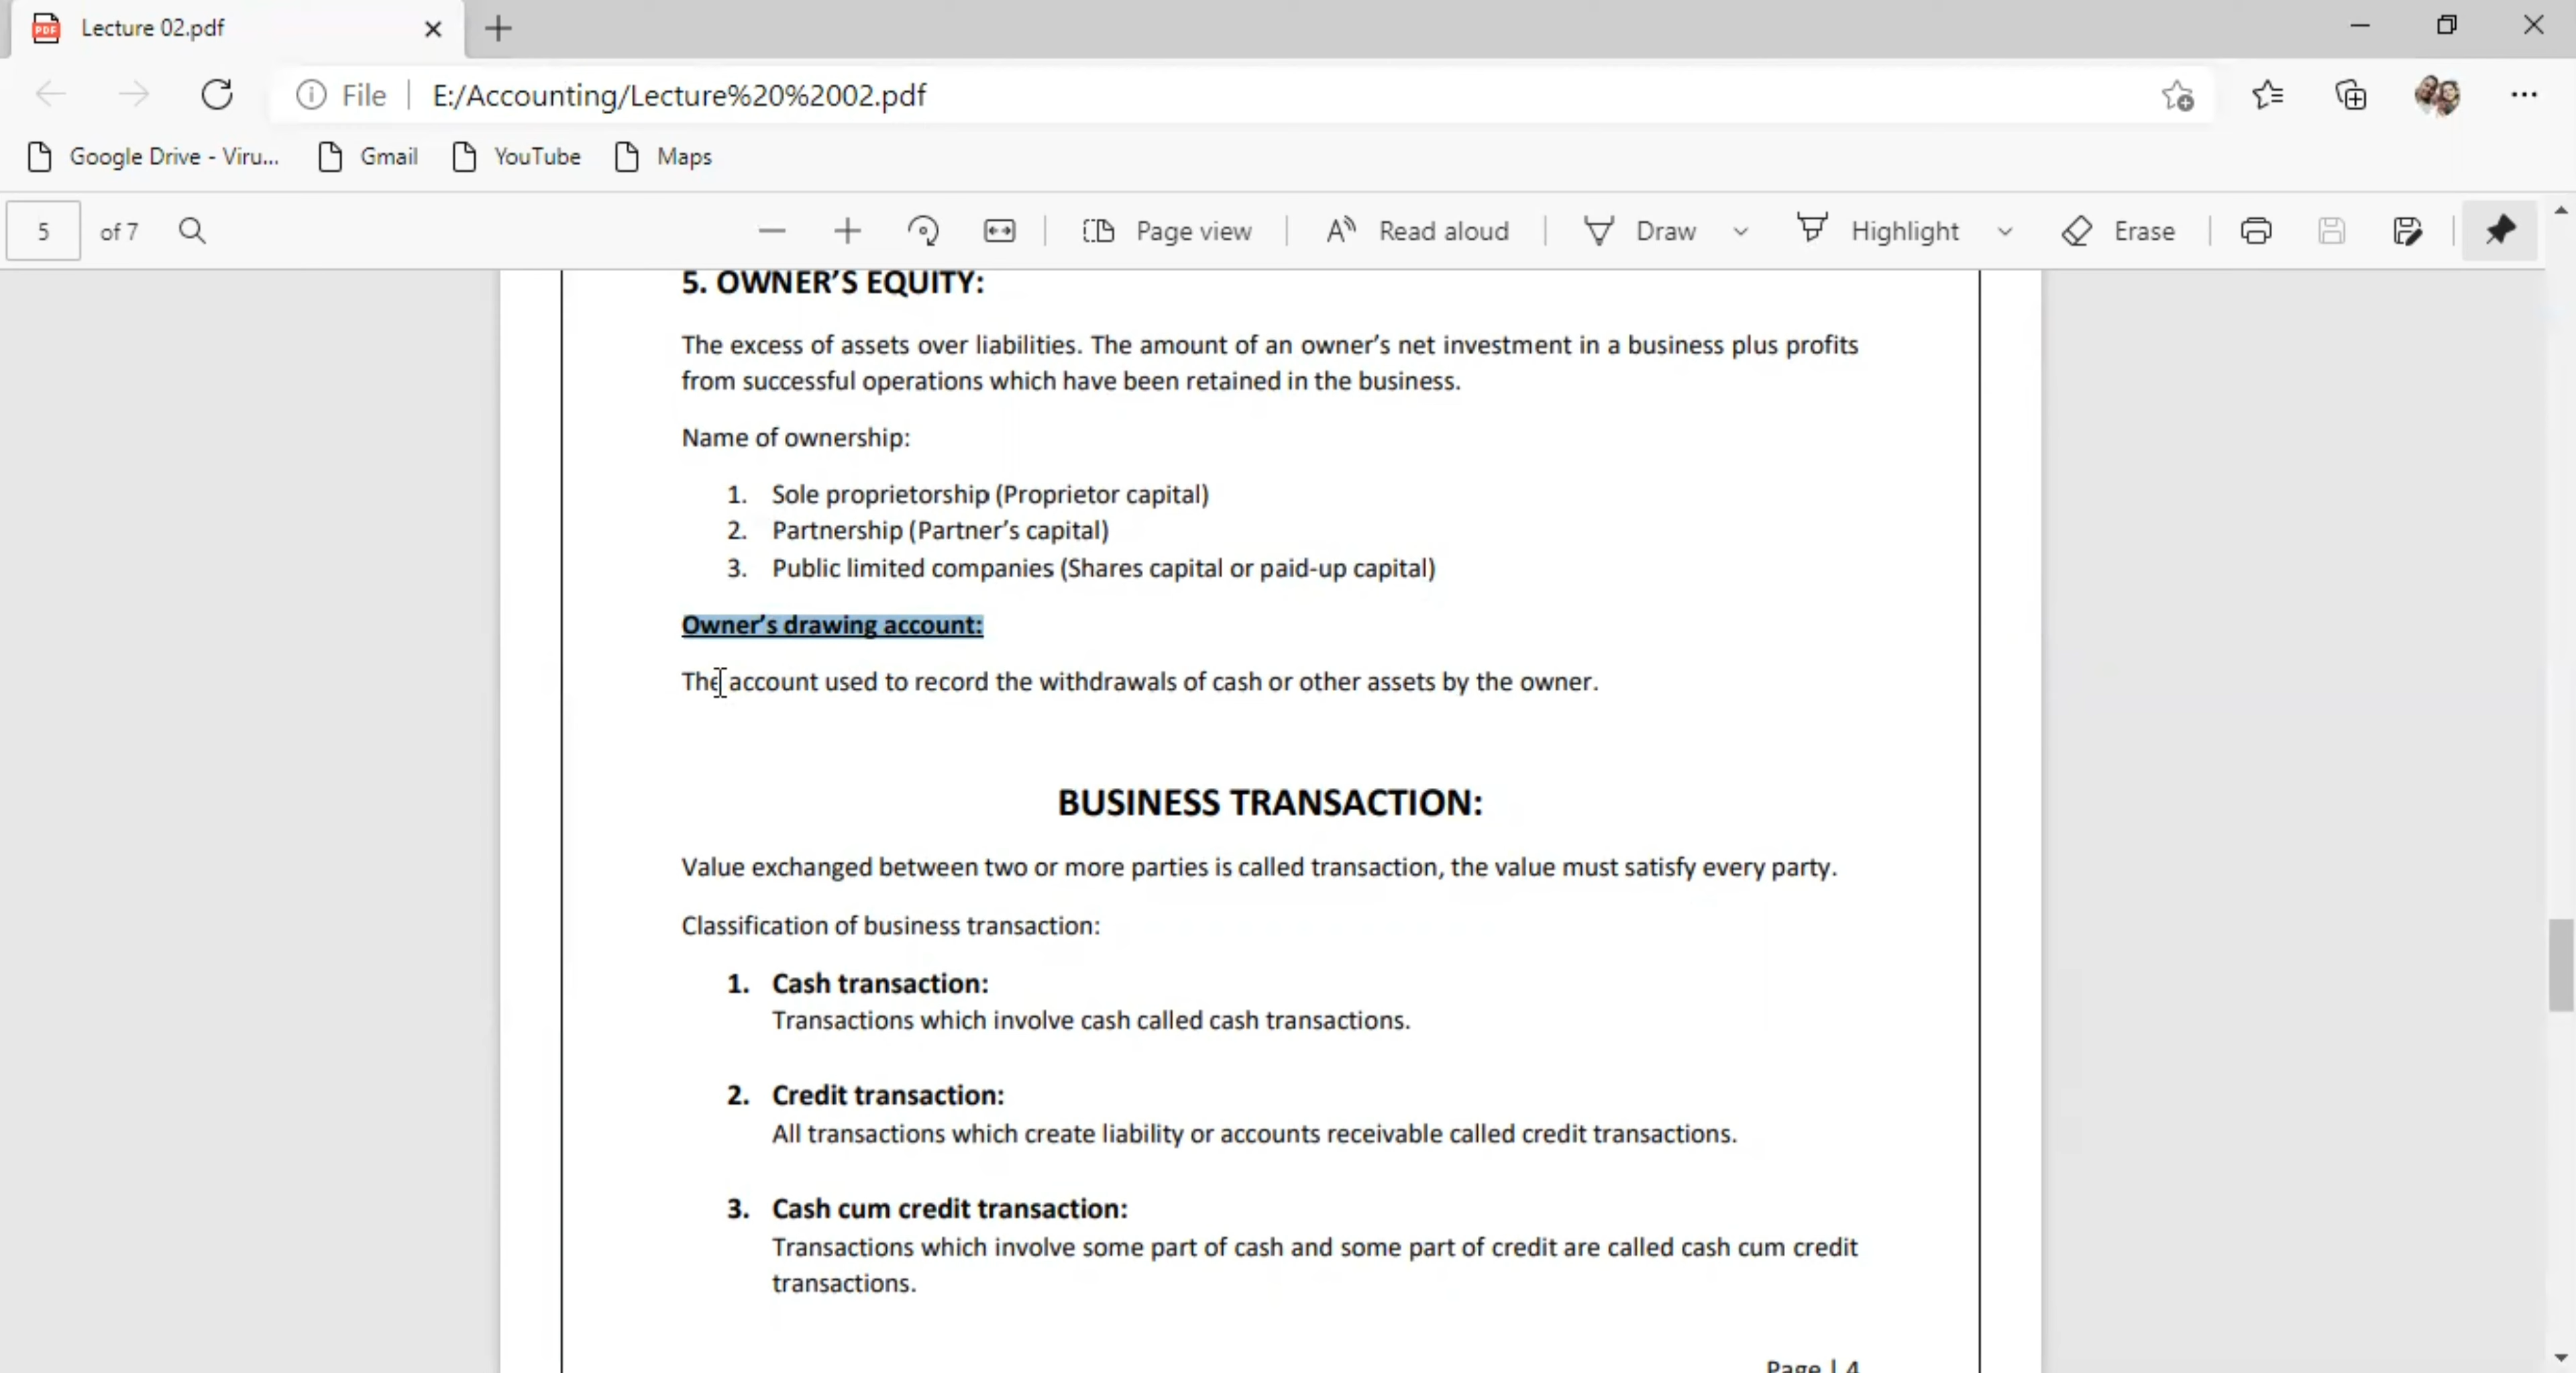 Lecture 02.pdf
File | E:/Accounting/Lecture%20%2002.pdf
Google Drive - Viru... Gmail YouTube Maps
5 of 7 Page view Read aloud Draw Highlight Erase
5. OWNER’S EQUITY:
The excess of assets over liabilities. The amount of an owner’s net investment in a business plus profits
from successful operations which have been retained in the business.
Name of ownership:
1. Sole proprietorship (Proprietor capital)
2. Partnership (Partner’s capital)
3. Public limited companies (Shares capital or paid-up capital)
Owner’s drawing account:
The account used to record the withdrawals of cash or other assets by the owner.
BUSINESS TRANSACTION:
Value exchanged between two or more parties is called transaction, the value must satisfy every party.
Classification of business transaction:
1. Cash transaction:
Transactions which involve cash called cash transactions.
2. Credit transaction:
All transactions which create liability or accounts receivable called credit transactions.
3. Cash cum credit transaction:
Transactions which involve some part of cash and some part of credit are called cash cum credit
transactions.
Page | 4